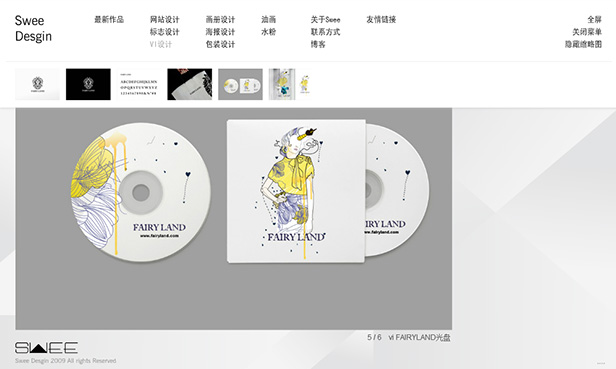 Swee
Desgin
最新作品
网站设计
标志设计
VI设计
画册设计
海报设计
包装设计
油画
水粉
关于Swee
联系方式
博客
友情链接
全屏
关闭菜单
隐藏缩略图
FAIRY LAND
www.fairyland.com
FAIRY LAND
FAIRY LAND
www.fairyland.com
5 / 6 vi FAIRYLAND光盘
SWEE
Swee Desgin 2009 All rights Reserved